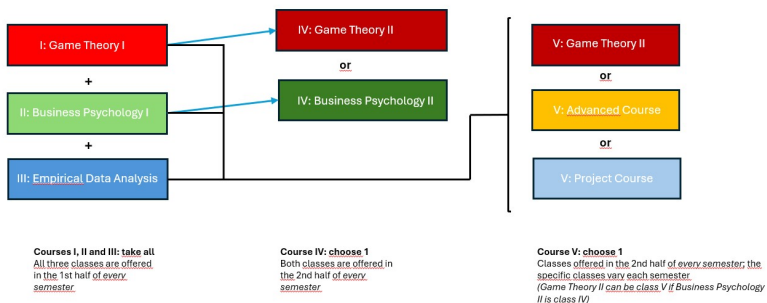 I: Game Theory I
+
II: Business Psychology I
+
III: Empirical Data Analysis
IV: Game Theory II
or
IV: Business Psychology II
V: Game Theory II
or
V: Advanced Course
or
V: Project Course
Courses I, II and III: take all
All three classes are offered
in the 1st half of every
semester
Course IV: choose 1
Both classes are offered in
the 2nd half of every
semester
Course V: choose 1
Classes offered in the 2nd half of every semester; the
specific classes vary each semester
(Game Theory II can be class V if Business Psychology
II is class IV)